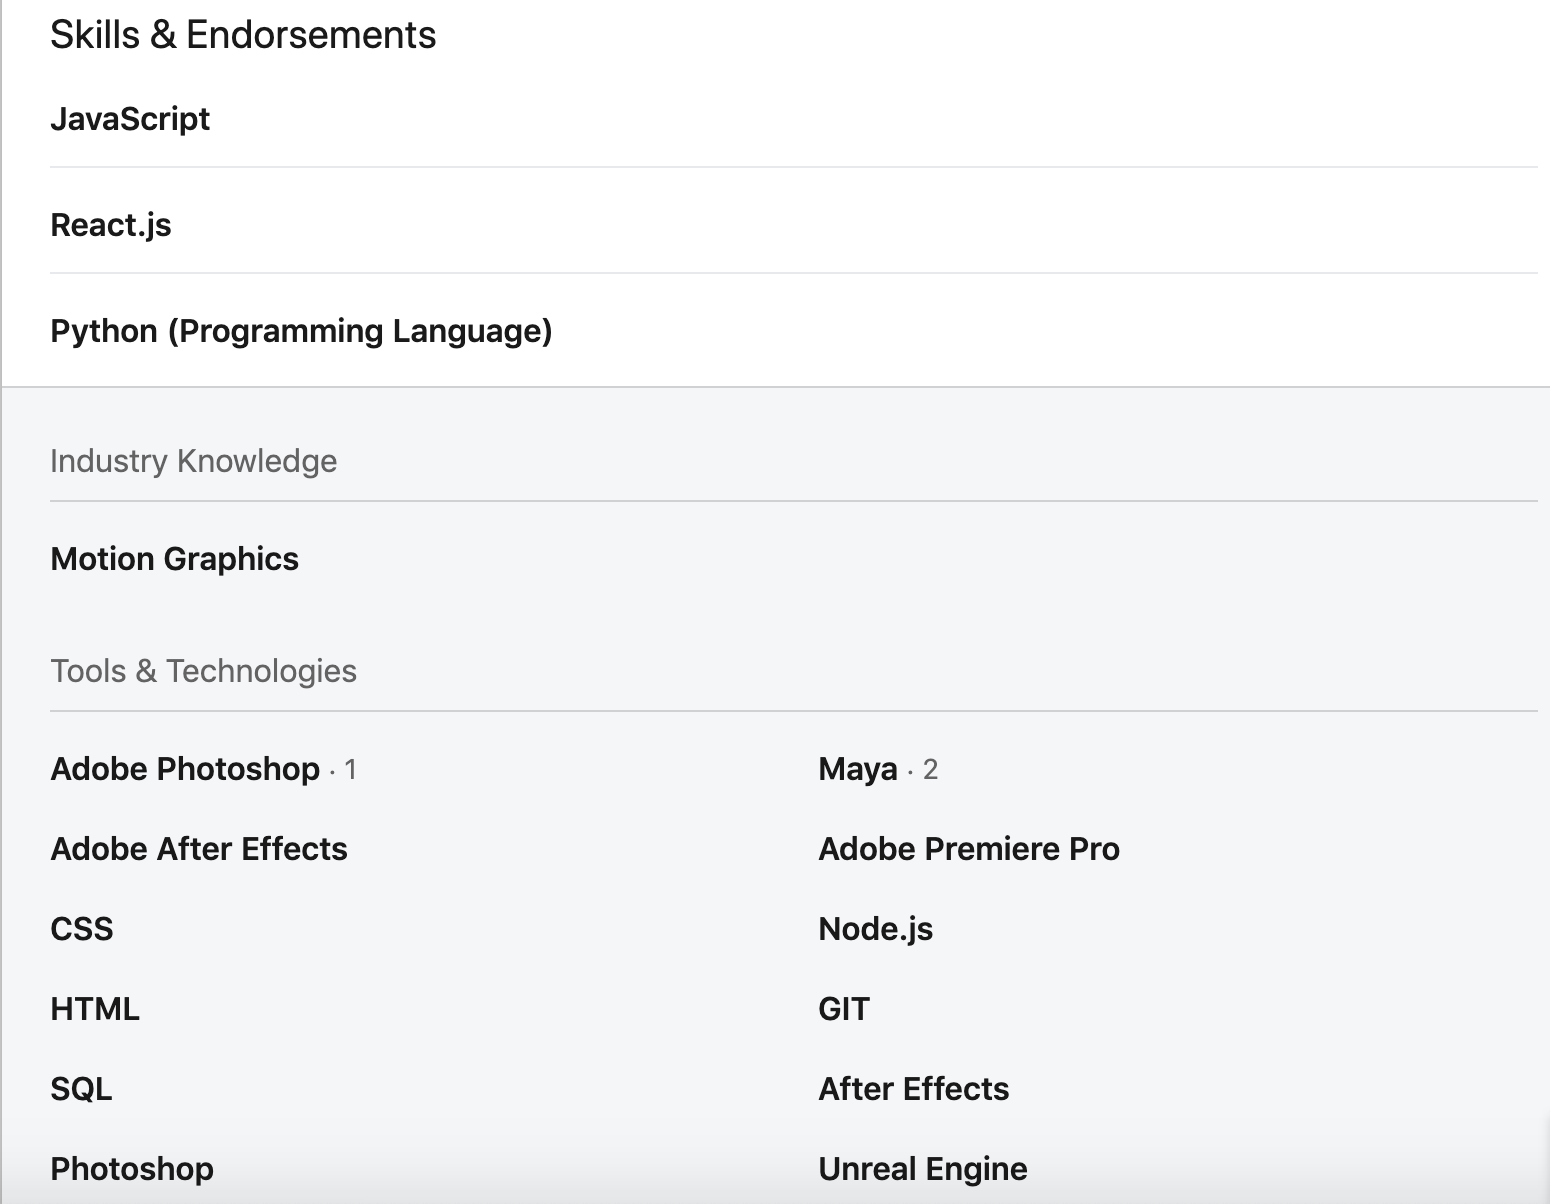 Skills & Endorsements
JavaScript
React.js
Python (Programming Language)
Industry Knowledge
Motion Graphics
Tools & Technologies
Adobe Photoshop · 1
Maya · 2
Adobe After Effects
Adobe Premiere Pro
CSS
Node.js
HTML
GIT
SQL
After Effects
Photoshop
Unreal Engine